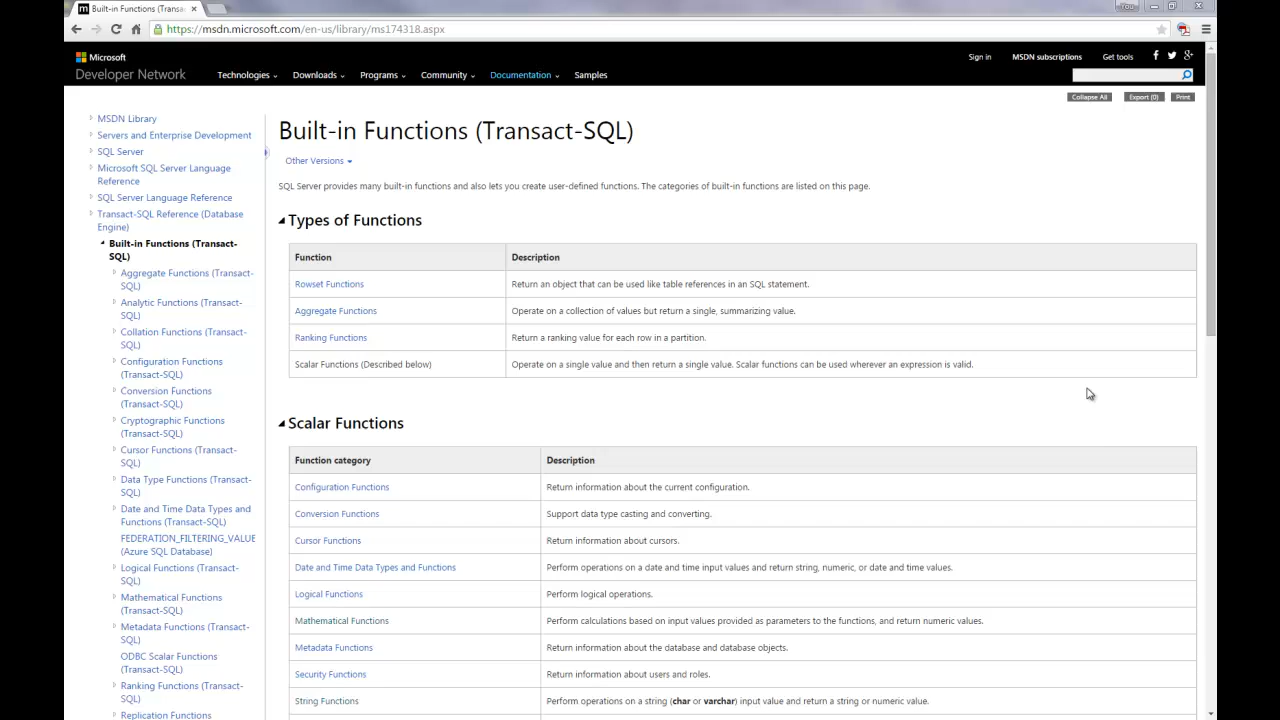 Built-in Functions (Transa
https://msdn.microsoft.com/en-us/library/ms174318.aspx
Microsoft
Developer Network
Technologies
Downloads
Programs
Community
Documentation
Samples
Sign in
MSDN subscriptions
Get tools
Collapse All
Export (0)
Print
MSDN Library
Servers and Enterprise Development
SQL Server
Microsoft SQL Server Language
Reference
SQL Server Language Reference
Transact-SQL Reference (Database
Engine)
Built-in Functions (Transact-
SQL)
Aggregate Functions (Transact-
SQL)
Analytic Functions (Transact-
SQL)
Collation Functions (Transact-
SQL)
Configuration Functions
(Transact-SQL)
Conversion Functions
(Transact-SQL)
Cryptographic Functions
(Transact-SQL)
Cursor Functions (Transact-
SQL)
Data Type Functions (Transact-
SQL)
Date and Time Data Types and
Functions (Transact-SQL)
FEDERATION_FILTERING_VALUE
(Azure SQL Database)
Logical Functions (Transact-
SQL)
Mathematical Functions
(Transact-SQL)
Metadata Functions (Transact-
SQL)
ODBC Scalar Functions
(Transact-SQL)
Ranking Functions (Transact-
SQL)
Replication Functions
Built-in Functions (Transact-SQL)
Other Versions
SQL Server provides many built-in functions and also lets you create user-defined functions. The categories of built-in functions are listed on this page.
Types of Functions
Function Description
Rowset Functions Return an object that can be used like table references in an SQL statement.
Aggregate Functions Operate on a collection of values but return a single, summarizing value.
Ranking Functions Return a ranking value for each row in a partition.
Scalar Functions (Described below) Operate on a single value and then return a single value. Scalar functions can be used wherever an expression is valid.
Scalar Functions
Function category Description
Configuration Functions Return information about the current configuration.
Conversion Functions Support data type casting and converting.
Cursor Functions Return information about cursors.
Date and Time Data Types and Functions Perform operations on a date and time input values and return string, numeric, or date and time values.
Logical Functions Perform logical operations.
Mathematical Functions Perform calculations based on input values provided as parameters to the functions, and return numeric values.
Metadata Functions Return information about the database and database objects.
Security Functions Return information about users and roles.
String Functions Perform operations on a string (char or varchar) input value and return a string or numeric value.